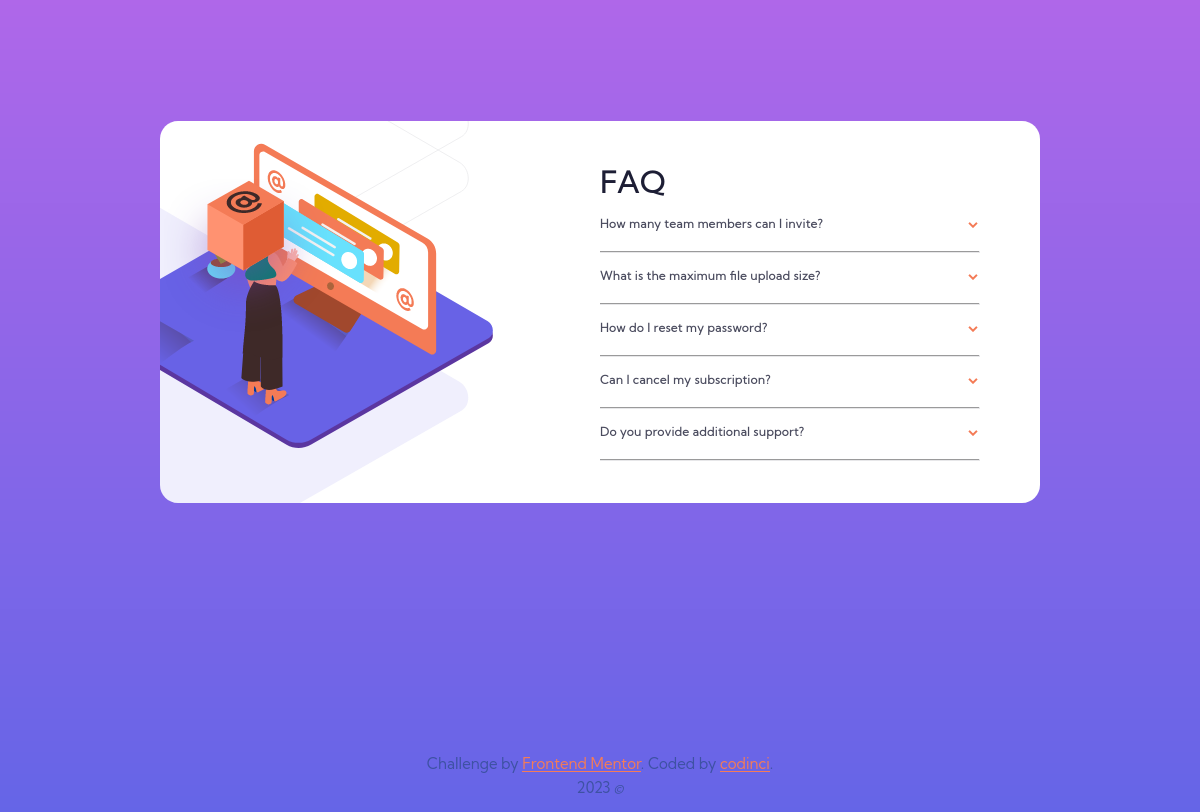 FAQ
How many team members can I invite?
What is the maximum file upload size?
How do I reset my password?
Can I cancel my subscription?
Do you provide additional support?
@
@
@
Challenge by Frontend Mentor. Coded by codinci.
2023 ©